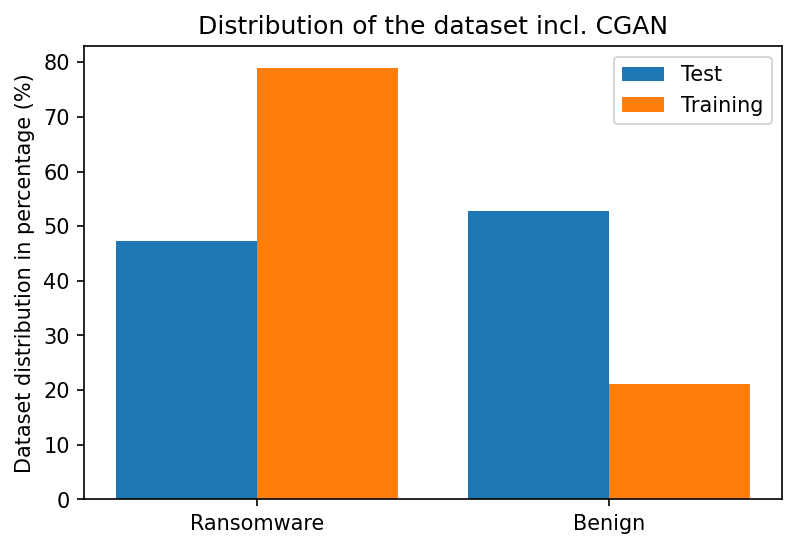 Distribution of the dataset incl. CGAN
Dataset distribution in percentage (%)
80
70
60
50
40
30
20
10
0
Test
Training
Ransomware
Benign